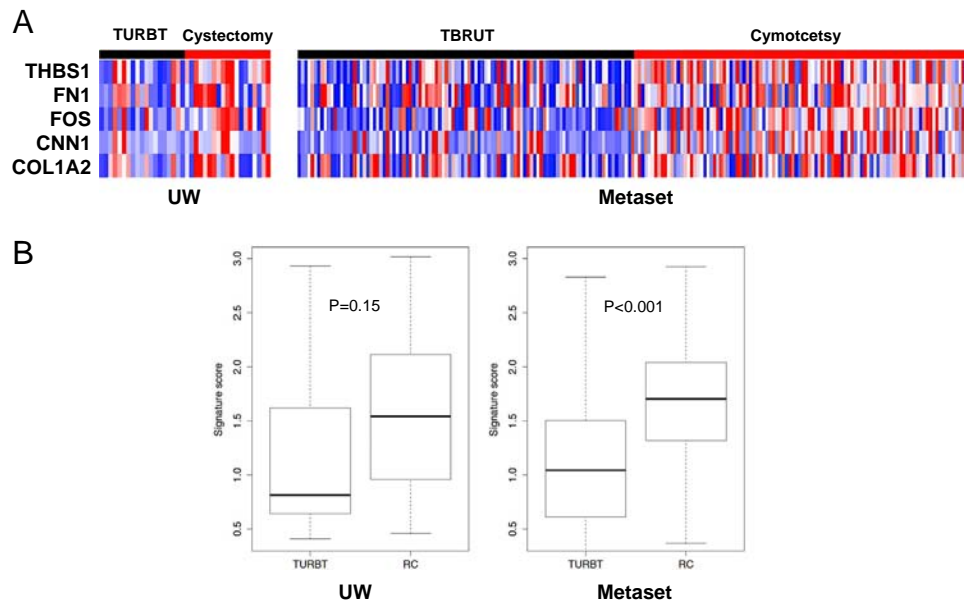 A
TURBT Cystectomy TBRUT Cymotcetsy
THBS1
FN1
FOS
CNN1
COL1A2
UW Metaset
B
Signature score
3.0
2.5
2.0
1.5
1.0
0.5
P=0.15
TURBT RC
UW
Signature score
3.0
2.5
2.0
1.5
1.0
0.5
P<0.001
TURBT RC
Metaset